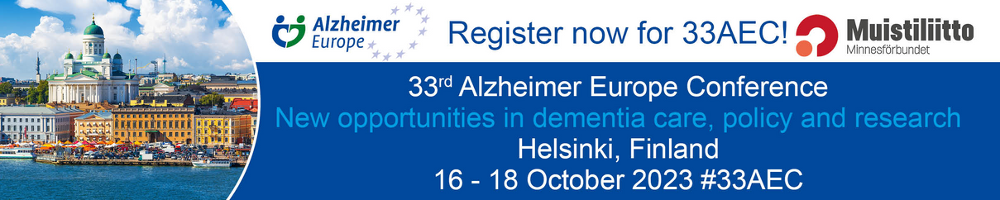 Alzheimer
Europe
Register now for 33AEC!
Muistiliitto
Minnesförbundet
33rd Alzheimer Europe Conference
New opportunities in dementia care, policy and research
Helsinki, Finland
16 - 18 October 2023 #33AEC